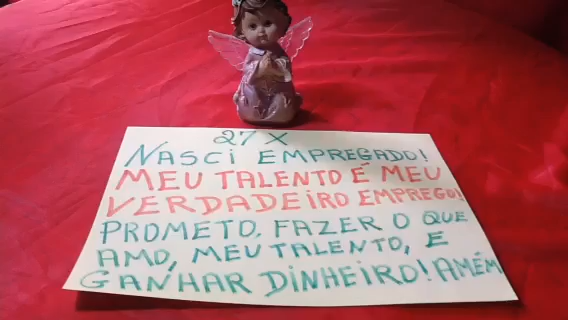 27 X
NASCI EMPREGADO!
MEU TALENTO É MEU
VERDADEIRO EMPREGO!
PROMETO, FAZER O QUE
AMO, MEU TALENTO, E
GANHAR DINHEIRO! AMÉM